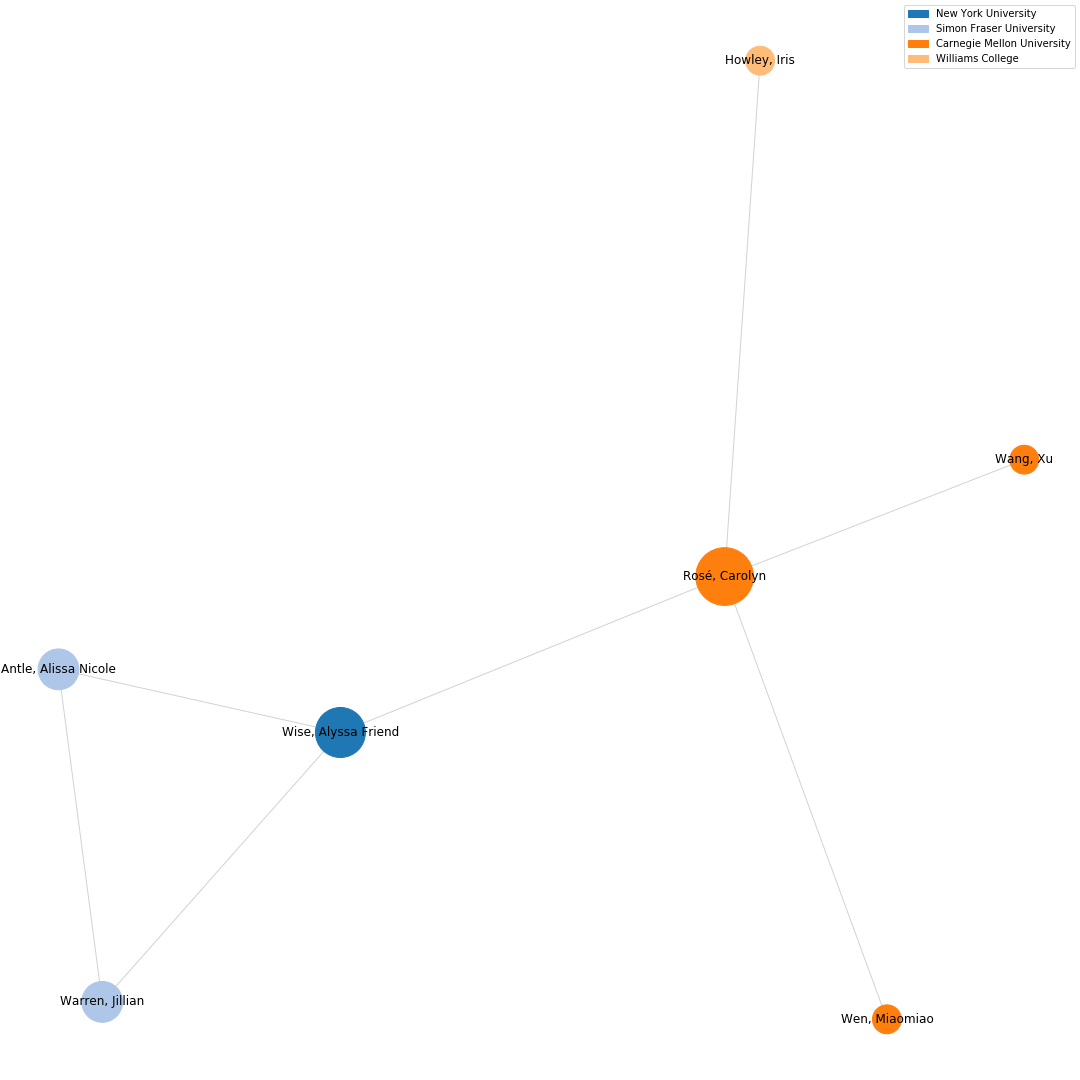 New York University
Simon Fraser University
Carnegie Mellon University
Williams College
Howley, Iris
Wang, Xu
Rosé, Carolyn
Antle, Alissa Nicole
Wise, Alyssa Friend
Warren, Jillian
Wen, Miaomiao